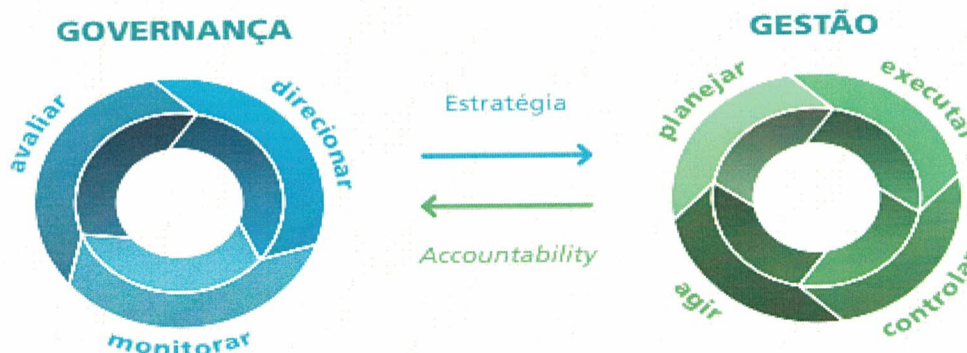 GOVERNANÇA
GESTÃO
avaliar
direcionar
monitorar
Estratégia
Accountability
planejar
executar
agir
controlar